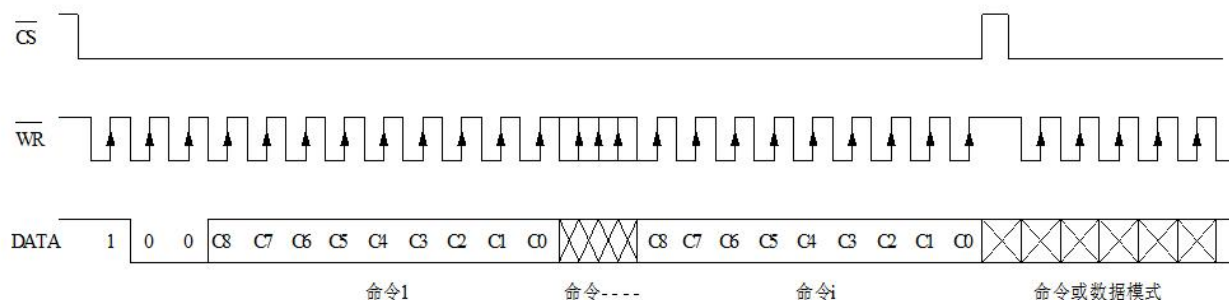 CS
WR
DATA 1 0 0 C8 C7 C6 C5 C4 C3 C2 C1 C0 C8 C7 C6 C5 C4 C3 C2 C1 C0
命令1 命令---- 命令i 命令或数据模式